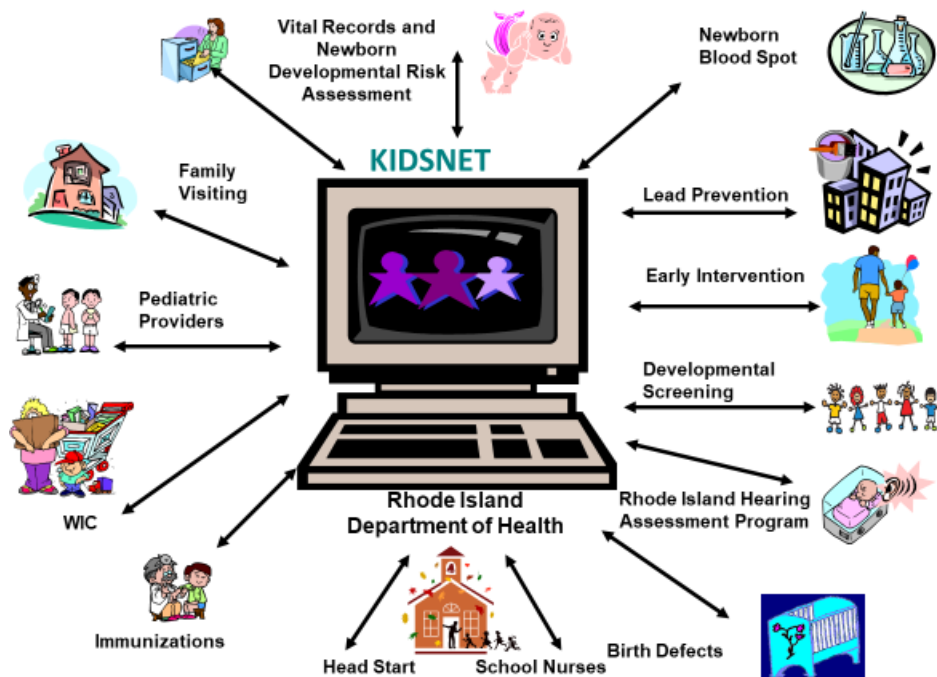 Vital Records and
Newborn
Developmental Risk
Assessment
Newborn
Blood Spot
KIDSNET
Family
Visiting
Lead Prevention
Early Intervention
Pediatric
Providers
Developmental
Screening
WIC
Rhode Island
Department of Health
Rhode Island Hearing
Assessment Program
Immunizations
Head Start
School Nurses
Birth Defects